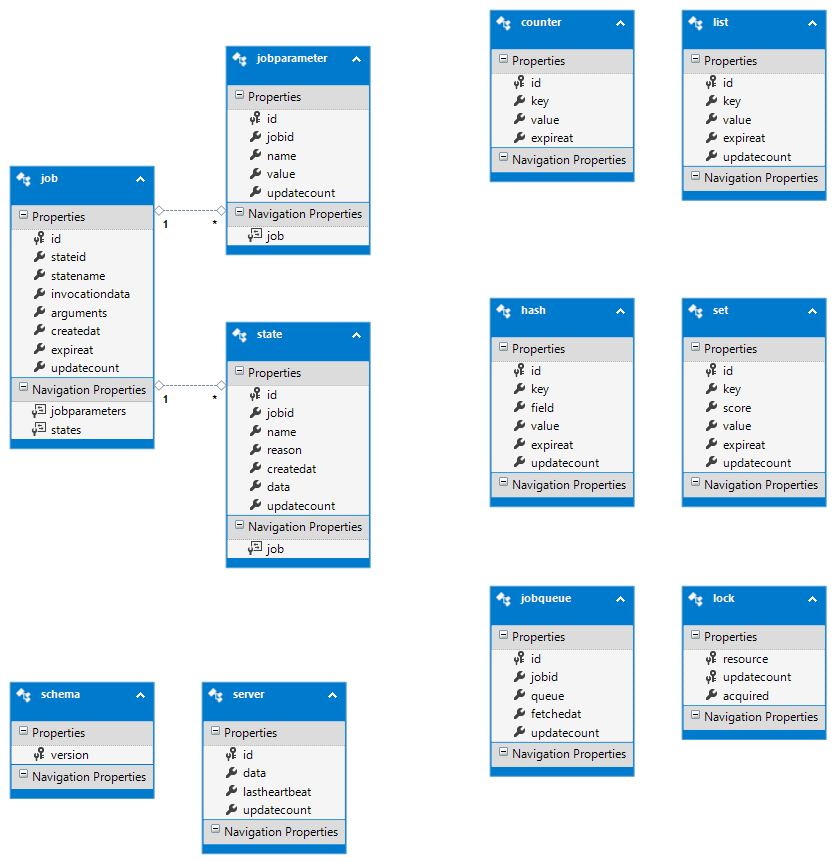 job
Properties
id
stateid
statename
invocationdata
arguments
createdat
expireat
updatecount
Navigation Properties
jobparameters
states
1
*
1
*
jobparameter
Properties
id
jobid
name
value
updatecount
Navigation Properties
job
state
Properties
id
jobid
name
reason
createdat
data
updatecount
Navigation Properties
job
counter
Properties
id
key
value
expireat
Navigation Properties
list
Properties
id
key
value
expireat
updatecount
Navigation Properties
hash
Properties
id
key
field
value
expireat
updatecount
Navigation Properties
set
Properties
id
key
score
value
expireat
updatecount
Navigation Properties
jobqueue
Properties
id
jobid
queue
fetchedat
updatecount
Navigation Properties
lock
Properties
resource
updatecount
acquired
Navigation Properties
schema
Properties
version
Navigation Properties
server
Properties
id
data
lastheartbeat
updatecount
Navigation Properties